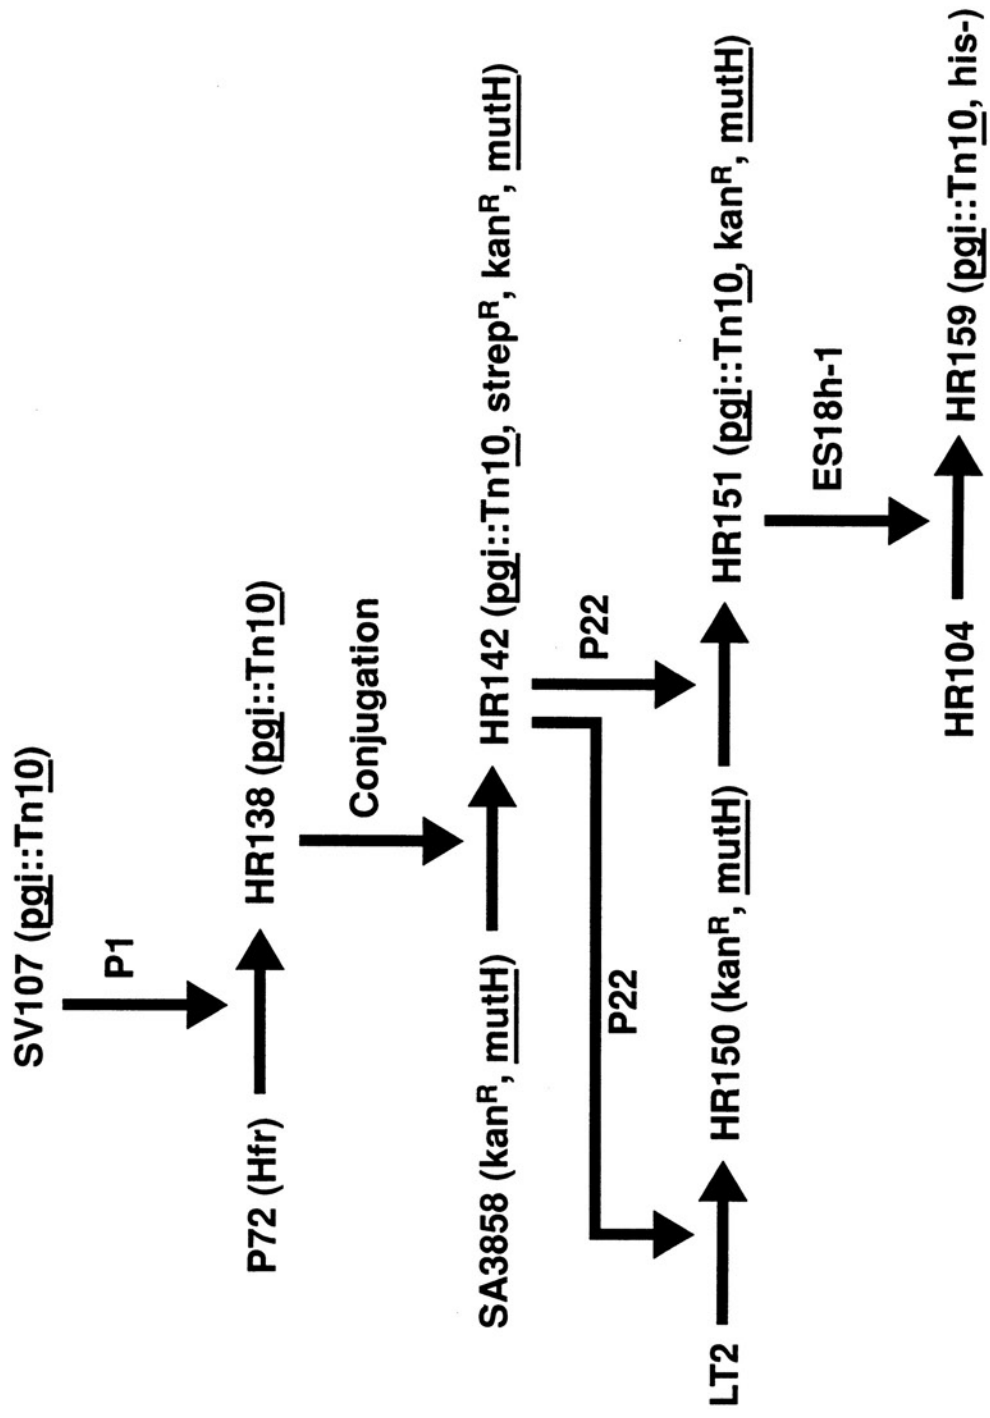 SV107 (pgi::Tn10)
P1
P72 (Hfr)
HR138 (pgi::Tn10)
Conjugation
SA3858 (kanᴿ, mutH)
HR142 (pgi::Tn10, strepᴿ, kanᴿ, mutH)
P22
P22
LT2
HR150 (kanᴿ, mutH)
HR151 (pgi::Tn10, kanᴿ, mutH)
ES18h-1
HR104
HR159 (pgi::Tn10, his-)